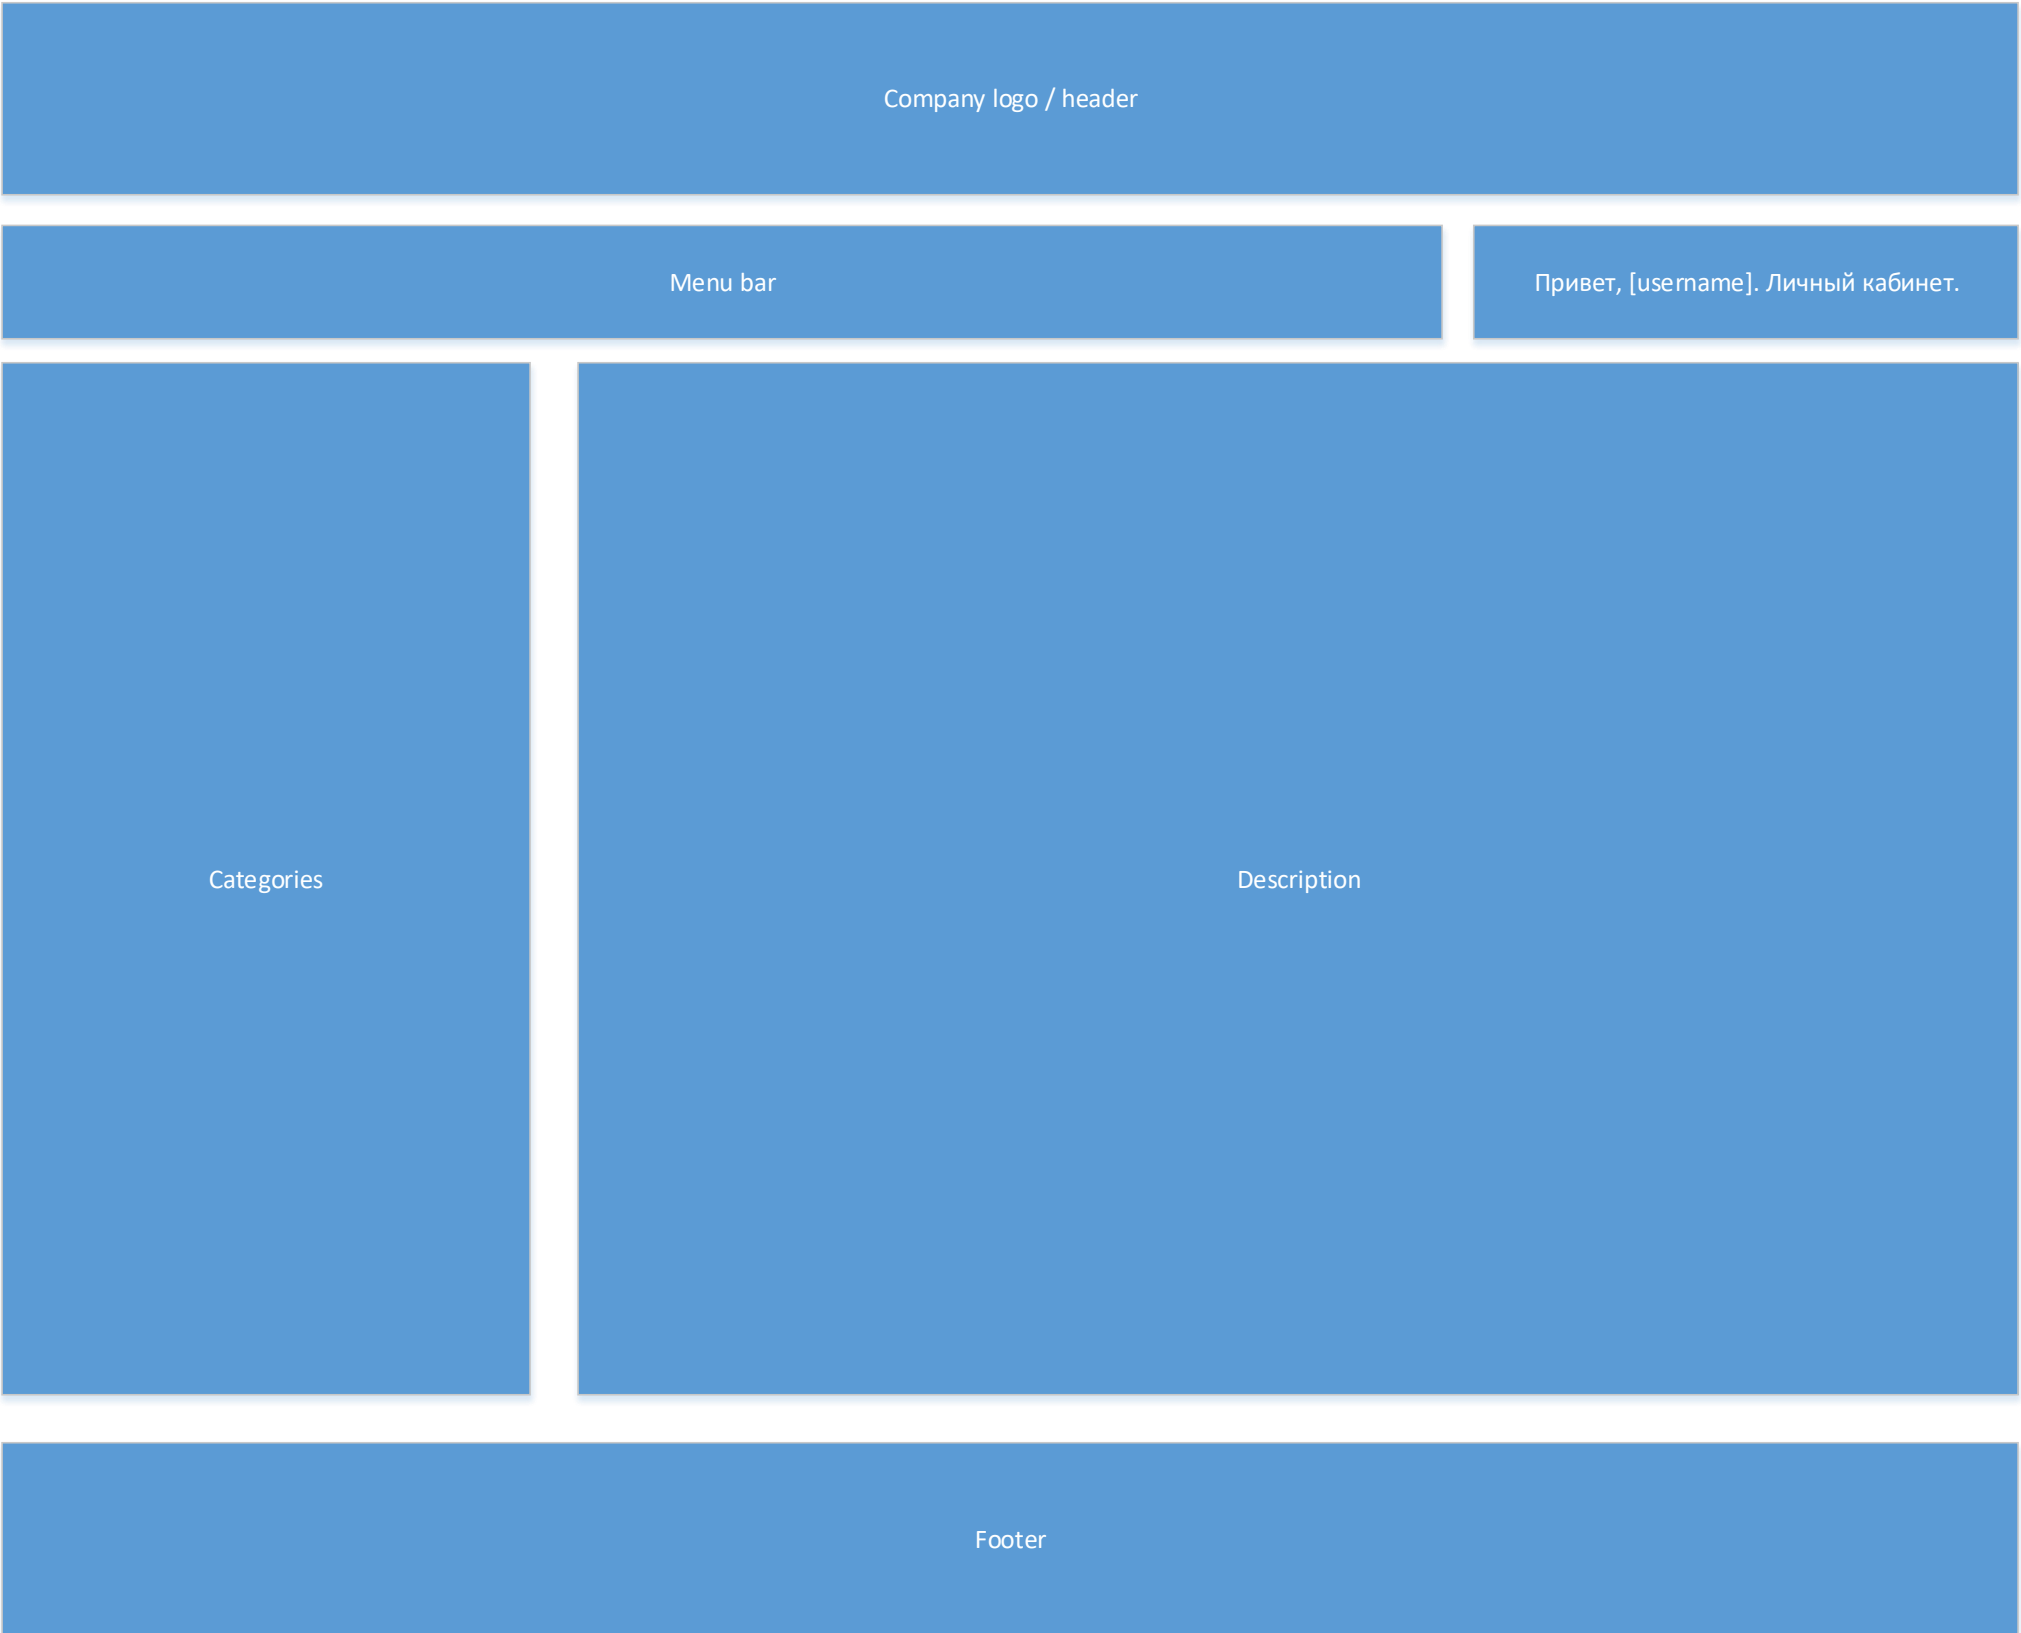 Company logo / header
Menu bar
Привет, [username]. Личный кабинет.
Categories
Description
Footer